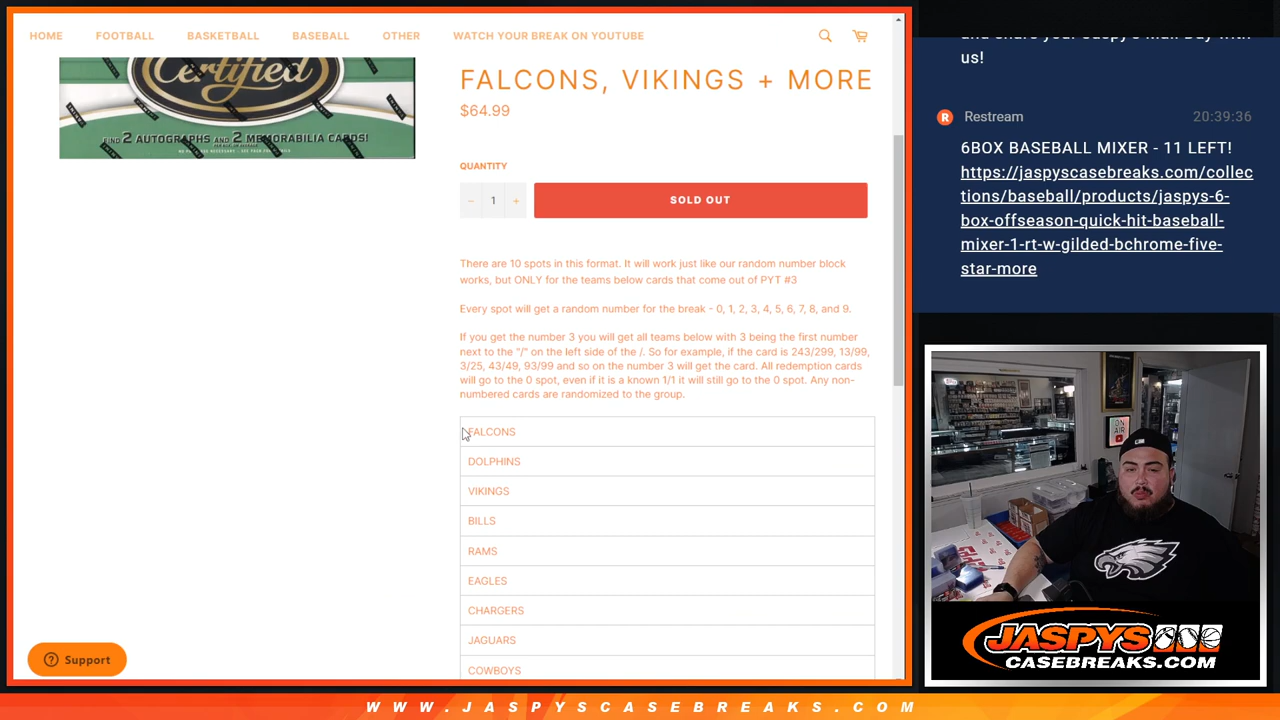 HOME FOOTBALL BASKETBALL BASEBALL OTHER WATCH YOUR BREAK ON YOUTUBE
Certified
FIND 2 AUTOGRAPHS AND 2 MEMORABILIA CARDS!
FALCONS, VIKINGS + MORE
$64.99
QUANTITY
− 1 +
SOLD OUT
There are 10 spots in this format. It will work just like our random number block
works, but ONLY for the teams below cards that come out of PYT #3
Every spot will get a random number for the break - 0, 1, 2, 3, 4, 5, 6, 7, 8, and 9.
If you get the number 3 you will get all teams below with 3 being the first number
next to the "/" on the left side of the /. So for example, if the card is 243/299, 13/99,
3/25, 43/49, 93/99 and so on the number 3 will get the card. All redemption cards
will go to the 0 spot, even if it is a known 1/1 it will still go to the 0 spot. Any non-
numbered cards are randomized to the group.
FALCONS
DOLPHINS
VIKINGS
BILLS
RAMS
EAGLES
CHARGERS
JAGUARS
COWBOYS
Support
us!
R Restream 20:39:36
6BOX BASEBALL MIXER - 11 LEFT!
https://jaspyscasebreaks.com/collec
tions/baseball/products/jaspys-6-
box-offseason-quick-hit-baseball-
mixer-1-rt-w-gilded-bchrome-five-
star-more
ON
AIR
JASPYS
CASEBREAKS.COM
WWW.JASPYSCASEBREAKS.COM